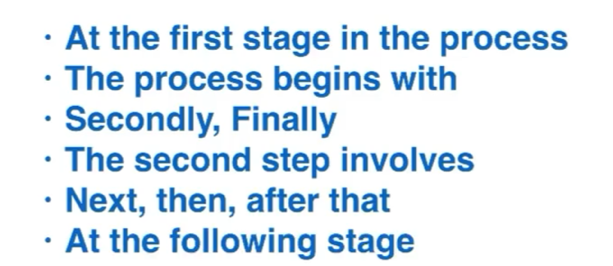 · At the first stage in the process
· The process begins with
· Secondly, Finally
· The second step involves
· Next, then, after that
· At the following stage